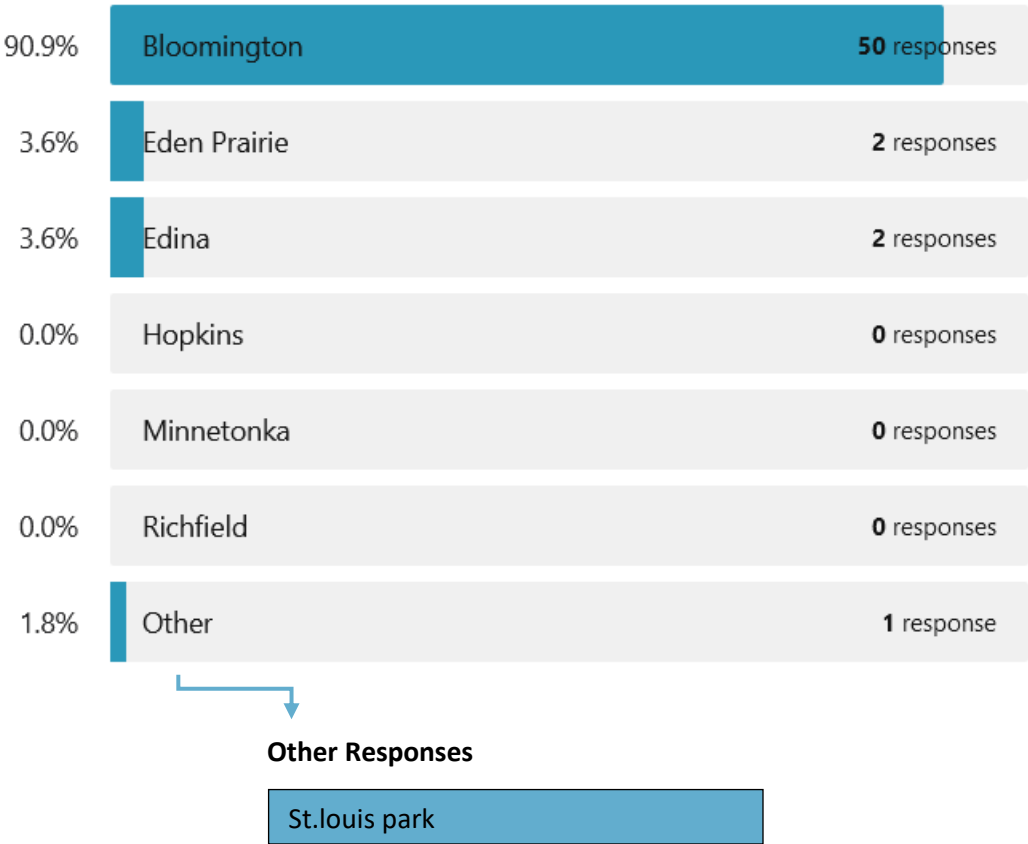 90.9% Bloomington 50 responses
3.6% Eden Prairie 2 responses
3.6% Edina 2 responses
0.0% Hopkins 0 responses
0.0% Minnetonka 0 responses
0.0% Richfield 0 responses
1.8% Other 1 response
Other Responses
St.louis park